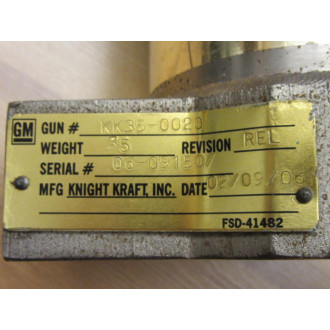 GM GUN # KK35-0020
WEIGHT 35 REVISION REL
SERIAL # 06-09150/
MFG KNIGHT KRAFT, INC. DATE 02/09/06
FSD-41482